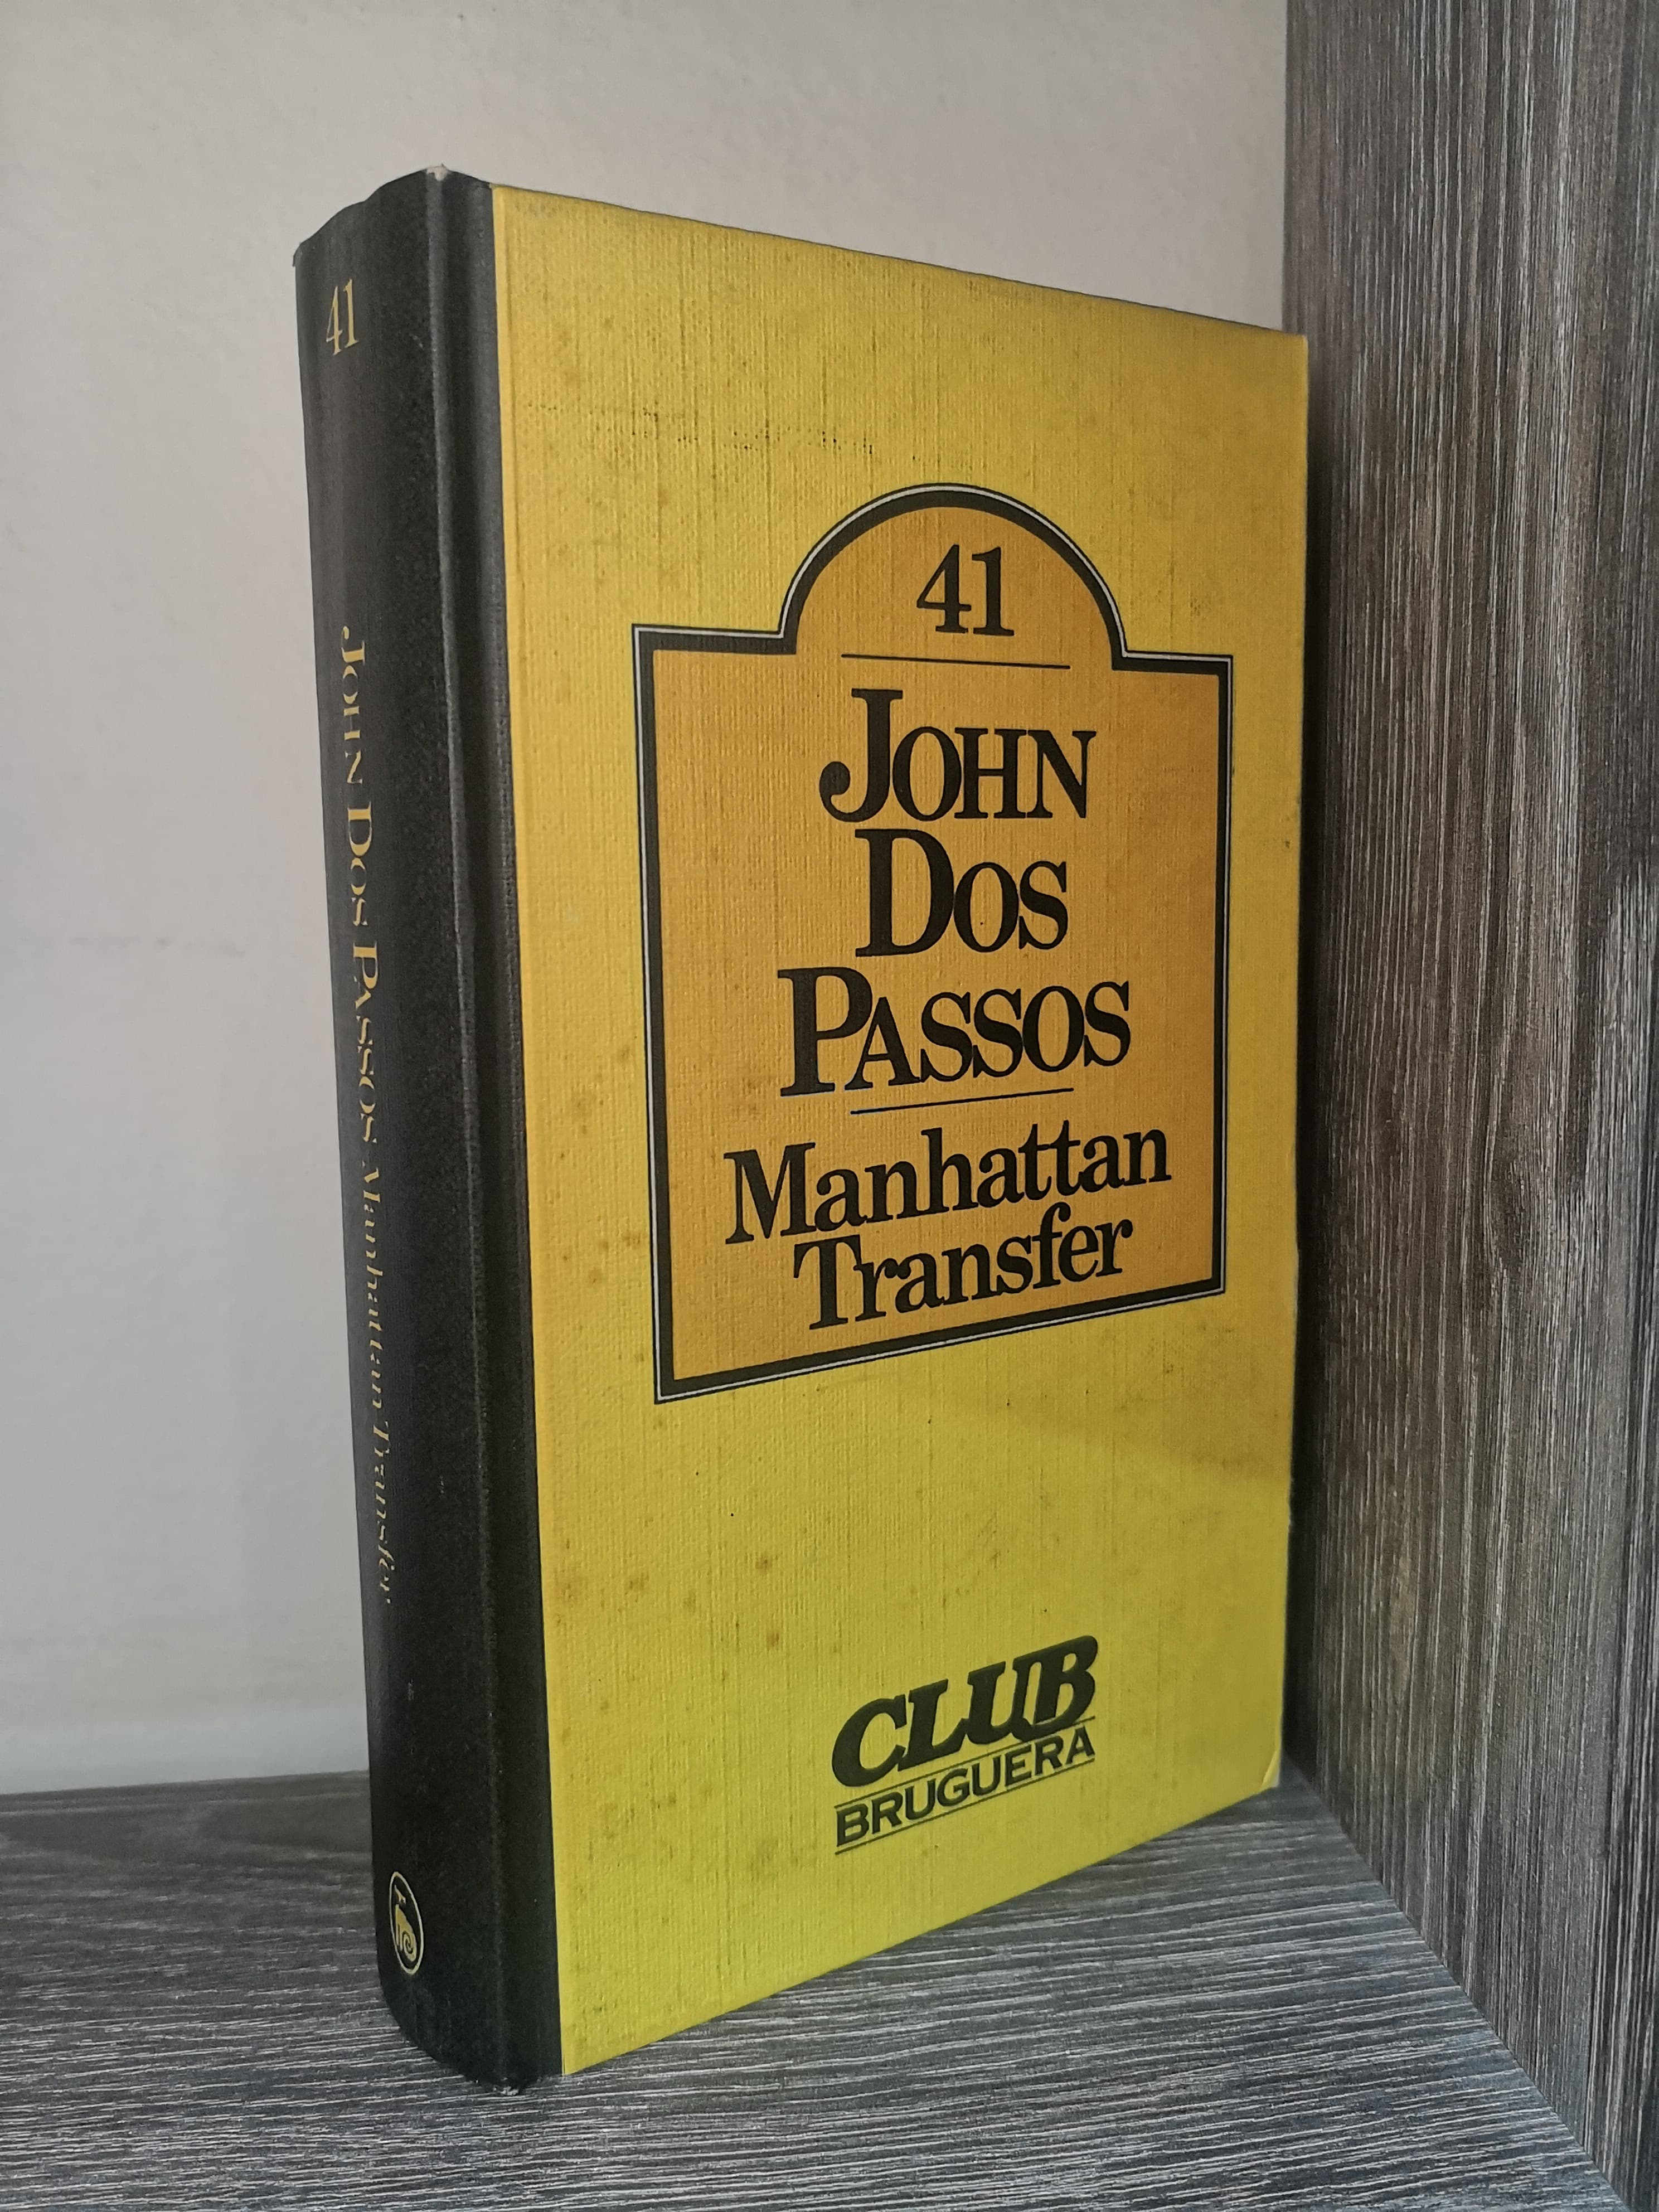 41
JOHN DOS PASSOS Manhattan Transfer
41
JOHN
DOS
PASSOS
Manhattan
Transfer
CLUB
BRUGUERA